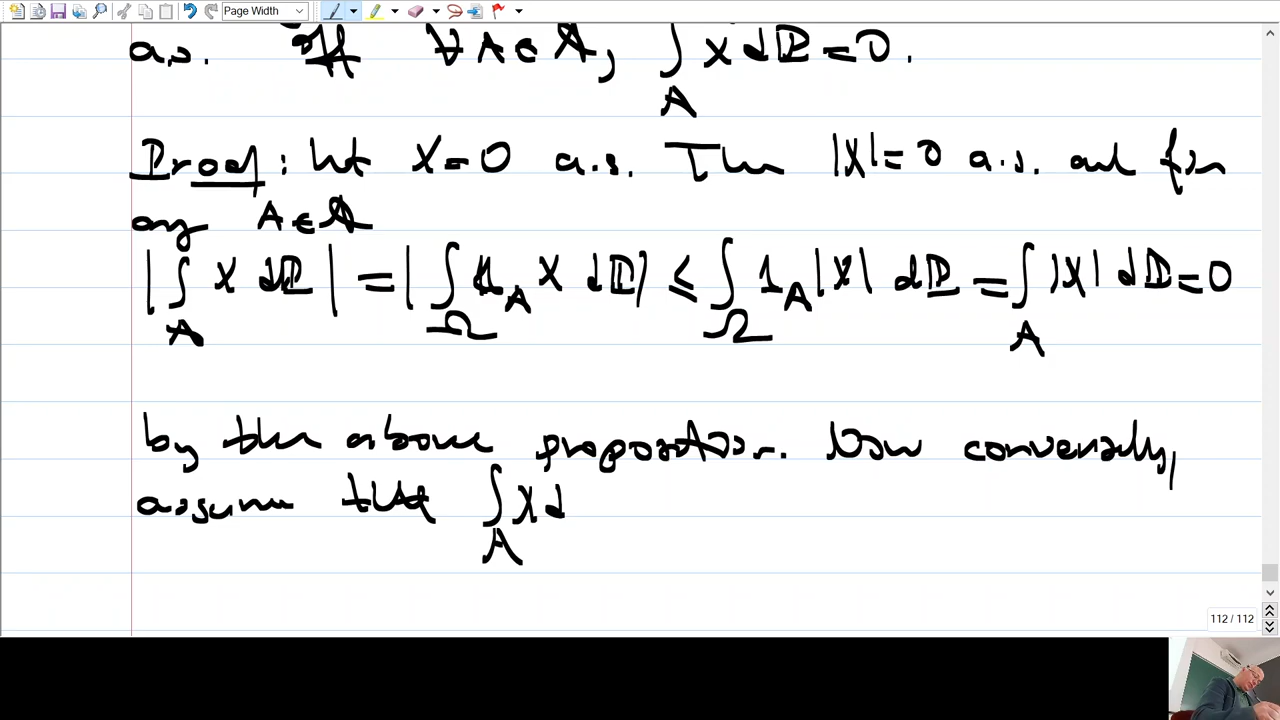 Page Width
a.s. iff ∀ A ∈ 𝔸, ∫_A X dℙ = 0.
Proof: Let X = 0 a.s. Then |X| = 0 a.s. and for
any A ∈ 𝔸
|∫_A X dℙ| = |∫_Ω 𝟙_A X dℙ| ≤ ∫_Ω 𝟙_A |X| dℙ = ∫_A |X| dℙ = 0
by the above proposition. Now conversely,
assume that ∫_A X d
112 / 112